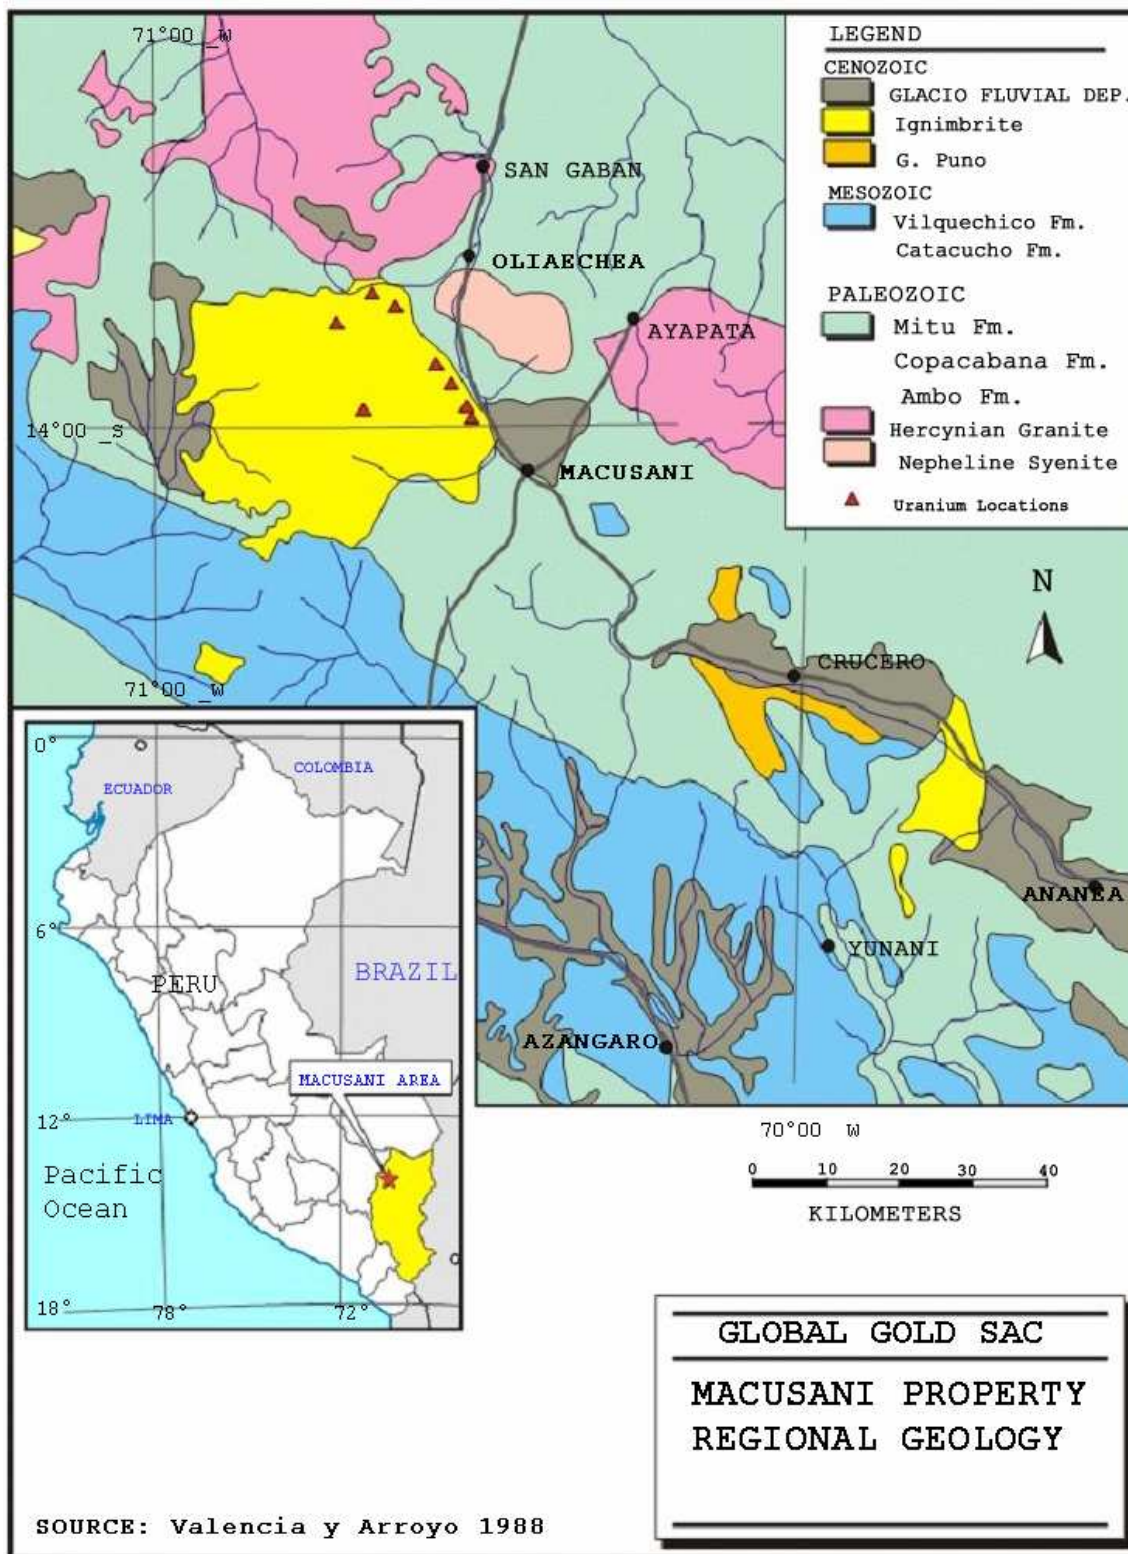 71°00 _W
LEGEND
CENOZOIC
GLACIO FLUVIAL DEP.
Ignimbrite
G. Puno
MESOZOIC
Vilquechico Fm.
Catacucho Fm.
PALEOZOIC
Mitu Fm.
Copacabana Fm.
Ambo Fm.
Hercynian Granite
Nepheline Syenite
Uranium Locations
SAN GABAN
OLIAECHEA
AYAPATA
14°00 _S
MACUSANI
N
CRUCERO
71°00 _W
ANANEA
YUNANI
AZANGARO
0°
COLOMBIA
ECUADOR
6°
BRAZIL
PERU
MACUSANI AREA
12°
LIMA
Pacific
Ocean
18°
78°
72°
70°00 W
0 10 20 30 40
KILOMETERS
GLOBAL GOLD SAC
MACUSANI PROPERTY
REGIONAL GEOLOGY
SOURCE: Valencia y Arroyo 1988